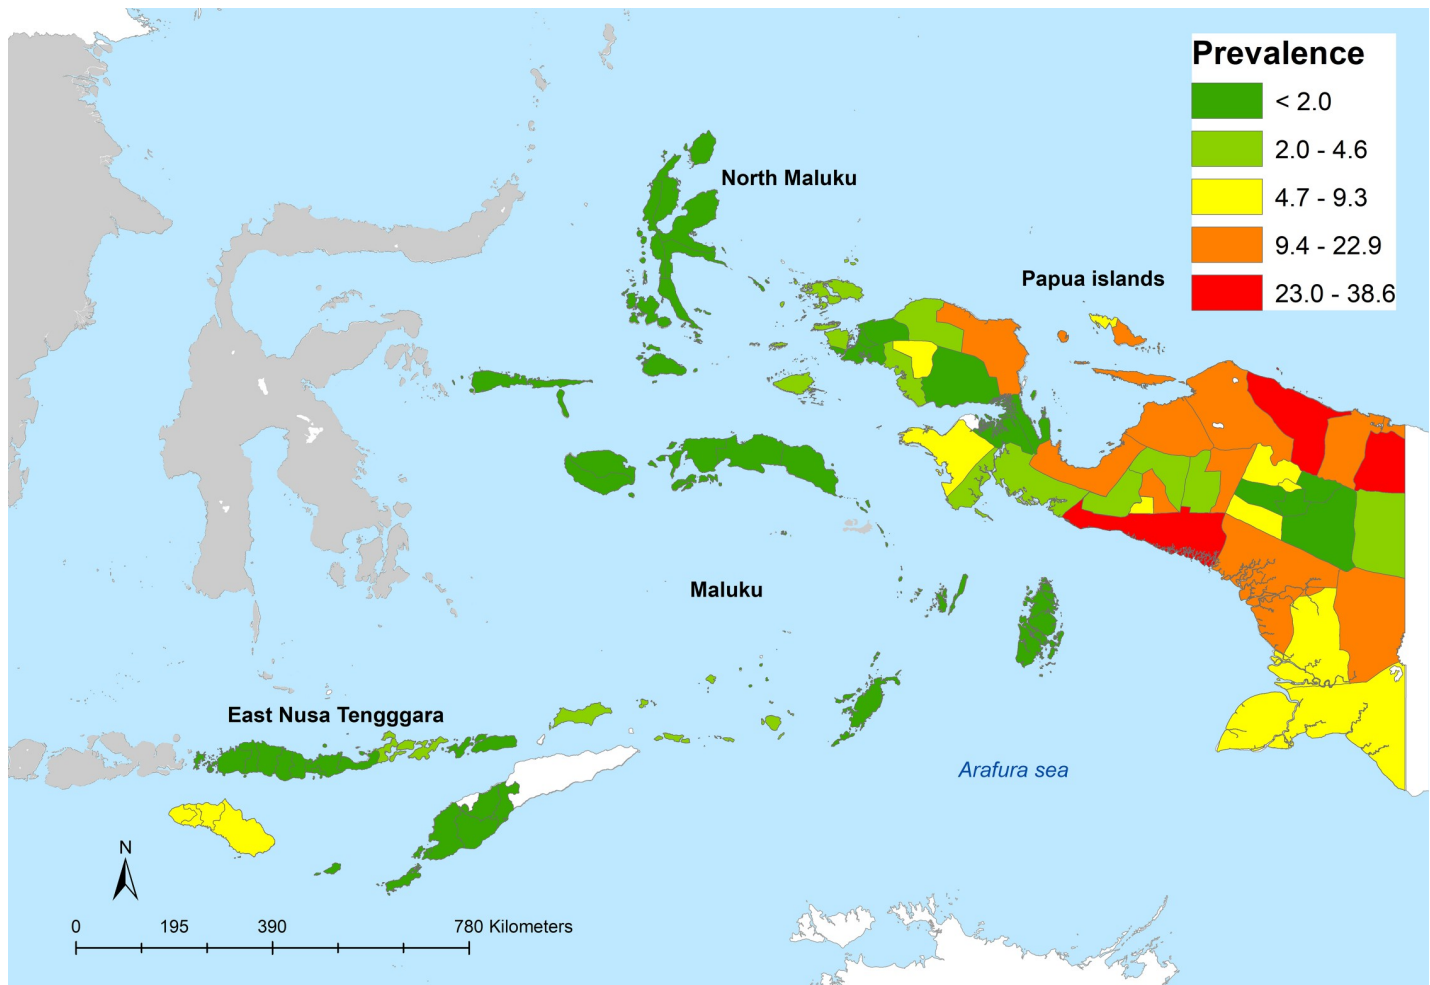 Prevalence
< 2.0
2.0 - 4.6
4.7 - 9.3
9.4 - 22.9
23.0 - 38.6
North Maluku
Papua islands
Maluku
East Nusa Tengggara
Arafura sea
N
0 195 390 780 Kilometers